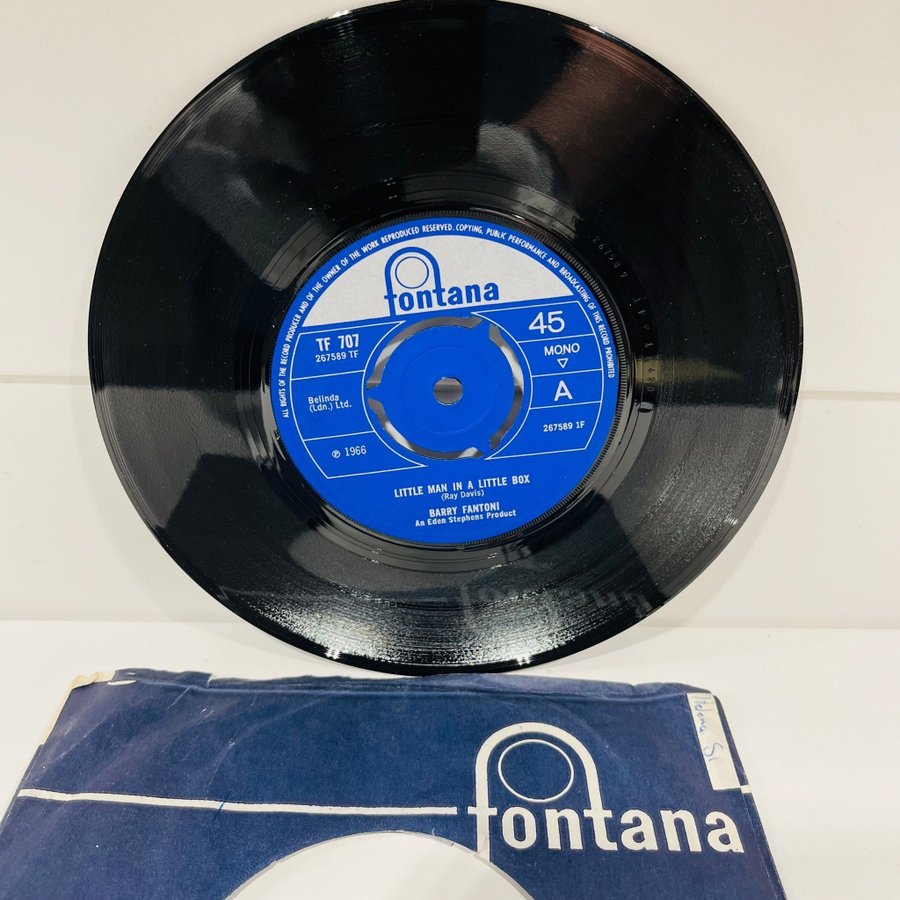 ALL RIGHTS OF THE RECORD PRODUCER AND OF THE OWNER OF THE WORK REPRODUCED RESERVED. COPYING, PUBLIC PERFORMANCE AND BROADCASTING OF THIS RECORD PROHIBITED
fontana
TF 707
267589 TF
45
MONO
A
Belinda
(Ldn.) Ltd.
267589 1F
℗ 1966
LITTLE MAN IN A LITTLE BOX
(Ray Davis)
BARRY FANTONI
An Eden Stephens Product
267589
fontana